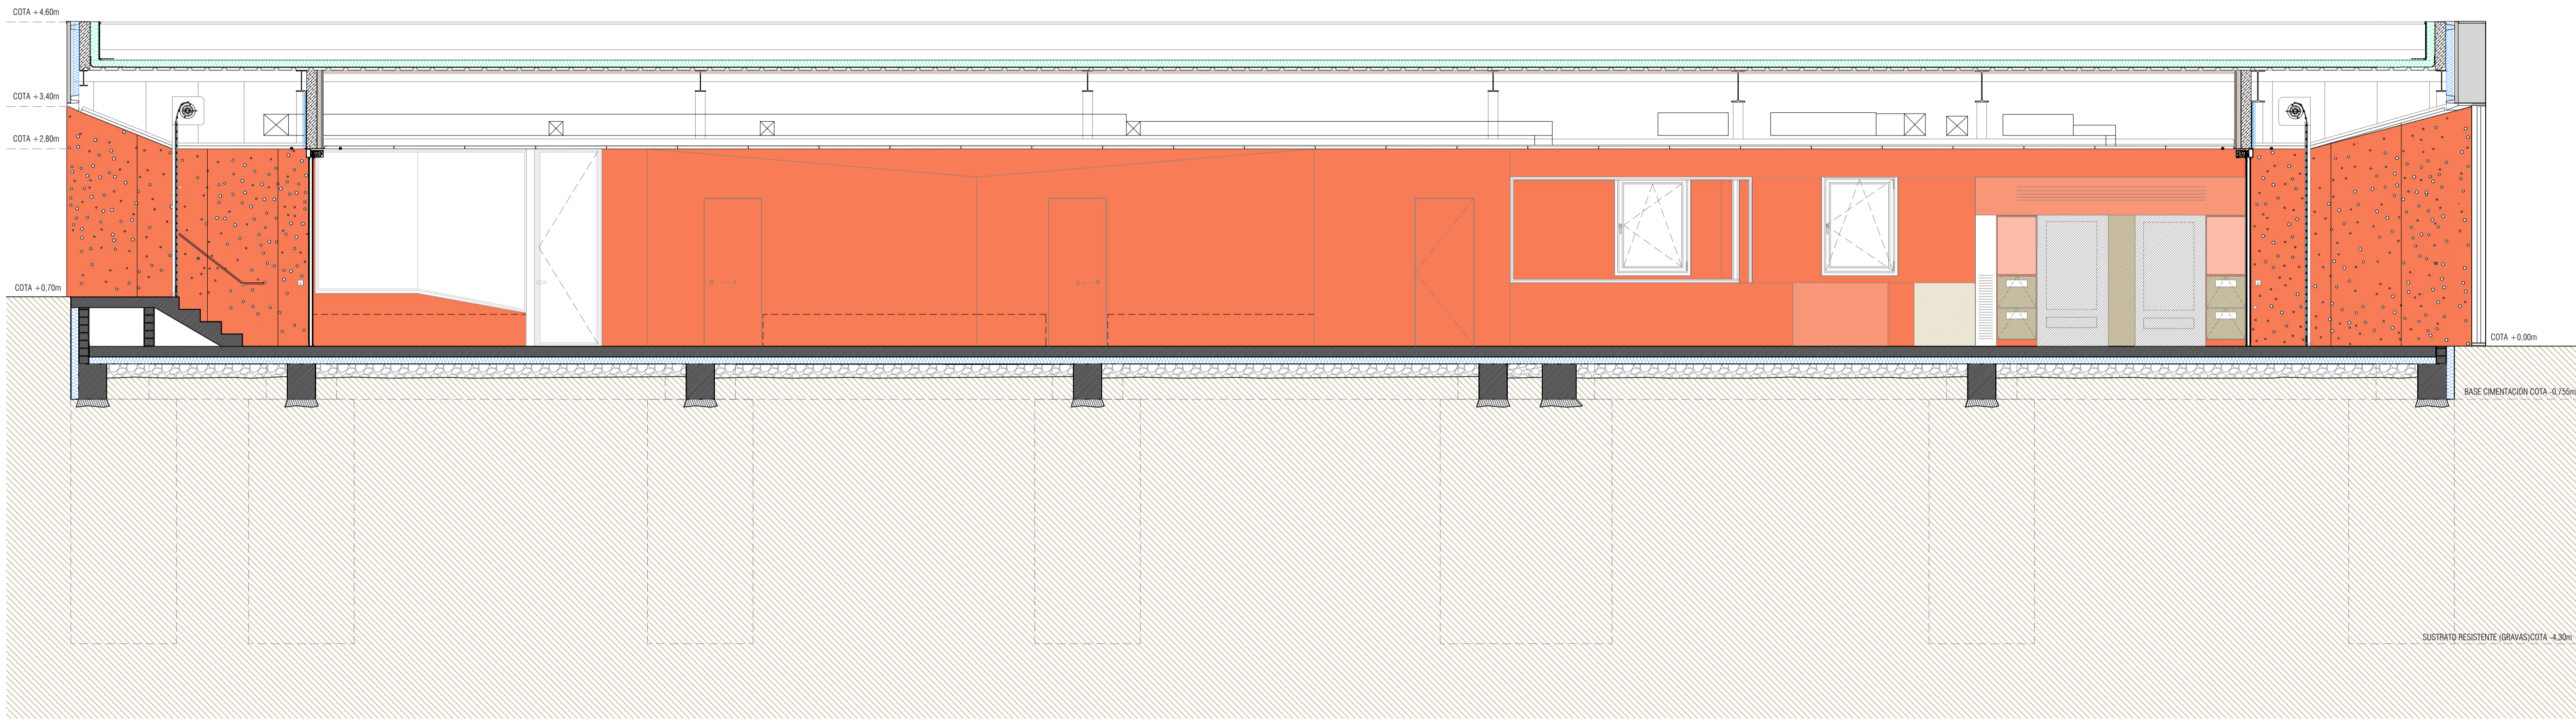 COTA +4,60m
COTA +3,40m
COTA +2,80m
COTA +0,70m
COTA +0,00m
BASE CIMENTACIÓN COTA -0,755m
SUSTRATO RESISTENTE (GRAVAS)COTA -4,30m